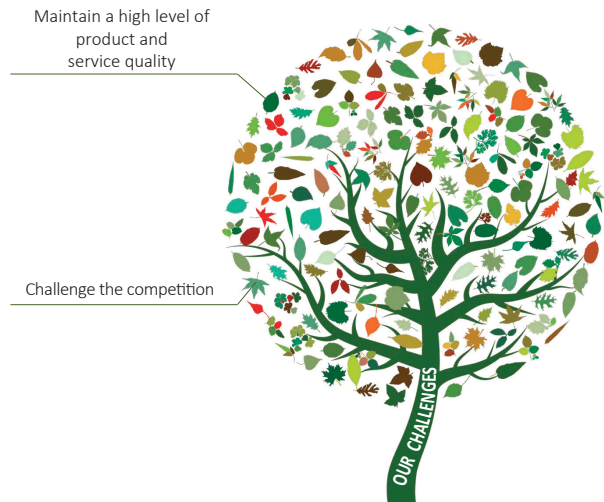 Maintain a high level of
product and
service quality
Challenge the competition
OUR CHALLENGES